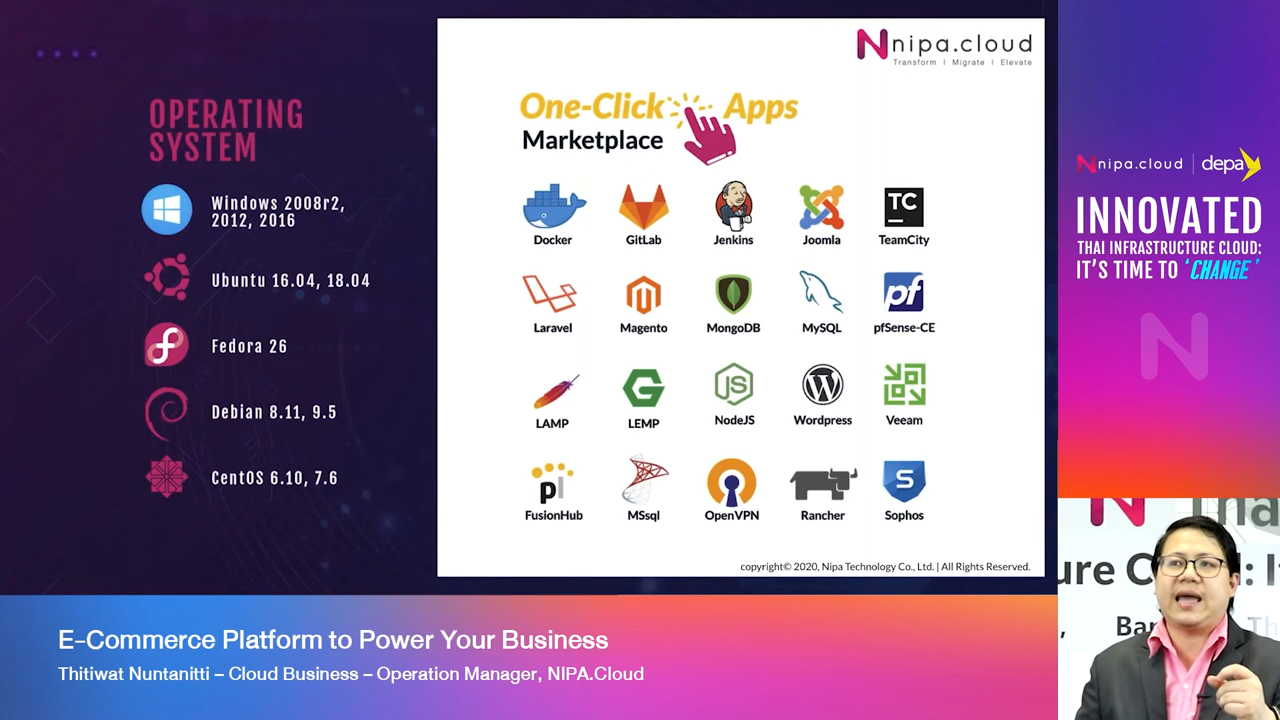 OPERATING
SYSTEM
Windows 2008r2,
2012, 2016
Ubuntu 16.04, 18.04
Fedora 26
Debian 8.11, 9.5
CentOS 6.10, 7.6
nipa.cloud
Transform | Migrate | Elevate
One-Click Apps
Marketplace
Docker
GitLab
Jenkins
Joomla
TC
TeamCity
Laravel
Magento
MongoDB
MySQL
pf
pfSense-CE
LAMP
LEMP
JS
NodeJS
Wordpress
Veeam
pl
FusionHub
MSsql
OpenVPN
Rancher
S
Sophos
copyright© 2020, Nipa Technology Co., Ltd. | All Rights Reserved.
nipa.cloud | depa
INNOVATED
THAI INFRASTRUCTURE CLOUD:
IT'S TIME TO 'CHANGE'
N
E-Commerce Platform to Power Your Business
Thitiwat Nuntanitti – Cloud Business – Operation Manager, NIPA.Cloud